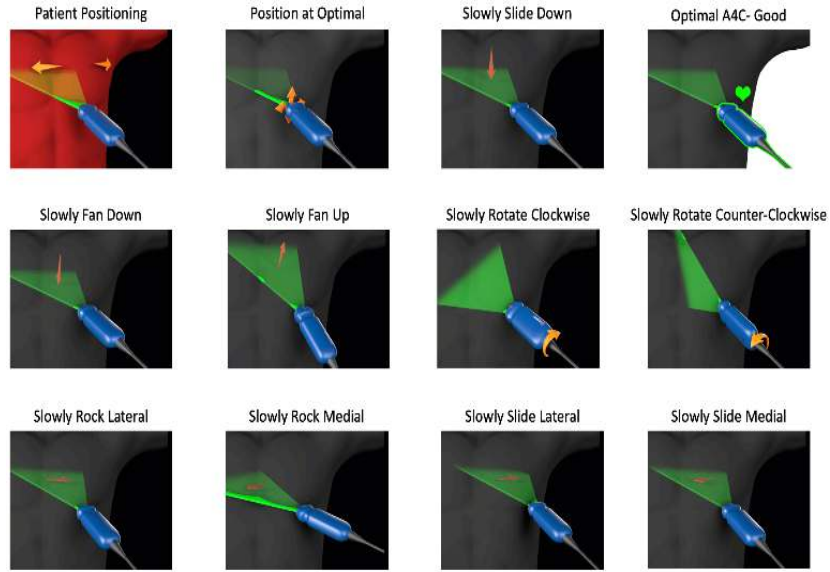 Patient Positioning
Position at Optimal
Slowly Slide Down
Optimal A4C- Good
Slowly Fan Down
Slowly Fan Up
Slowly Rotate Clockwise
Slowly Rotate Counter-Clockwise
Slowly Rock Lateral
Slowly Rock Medial
Slowly Slide Lateral
Slowly Slide Medial